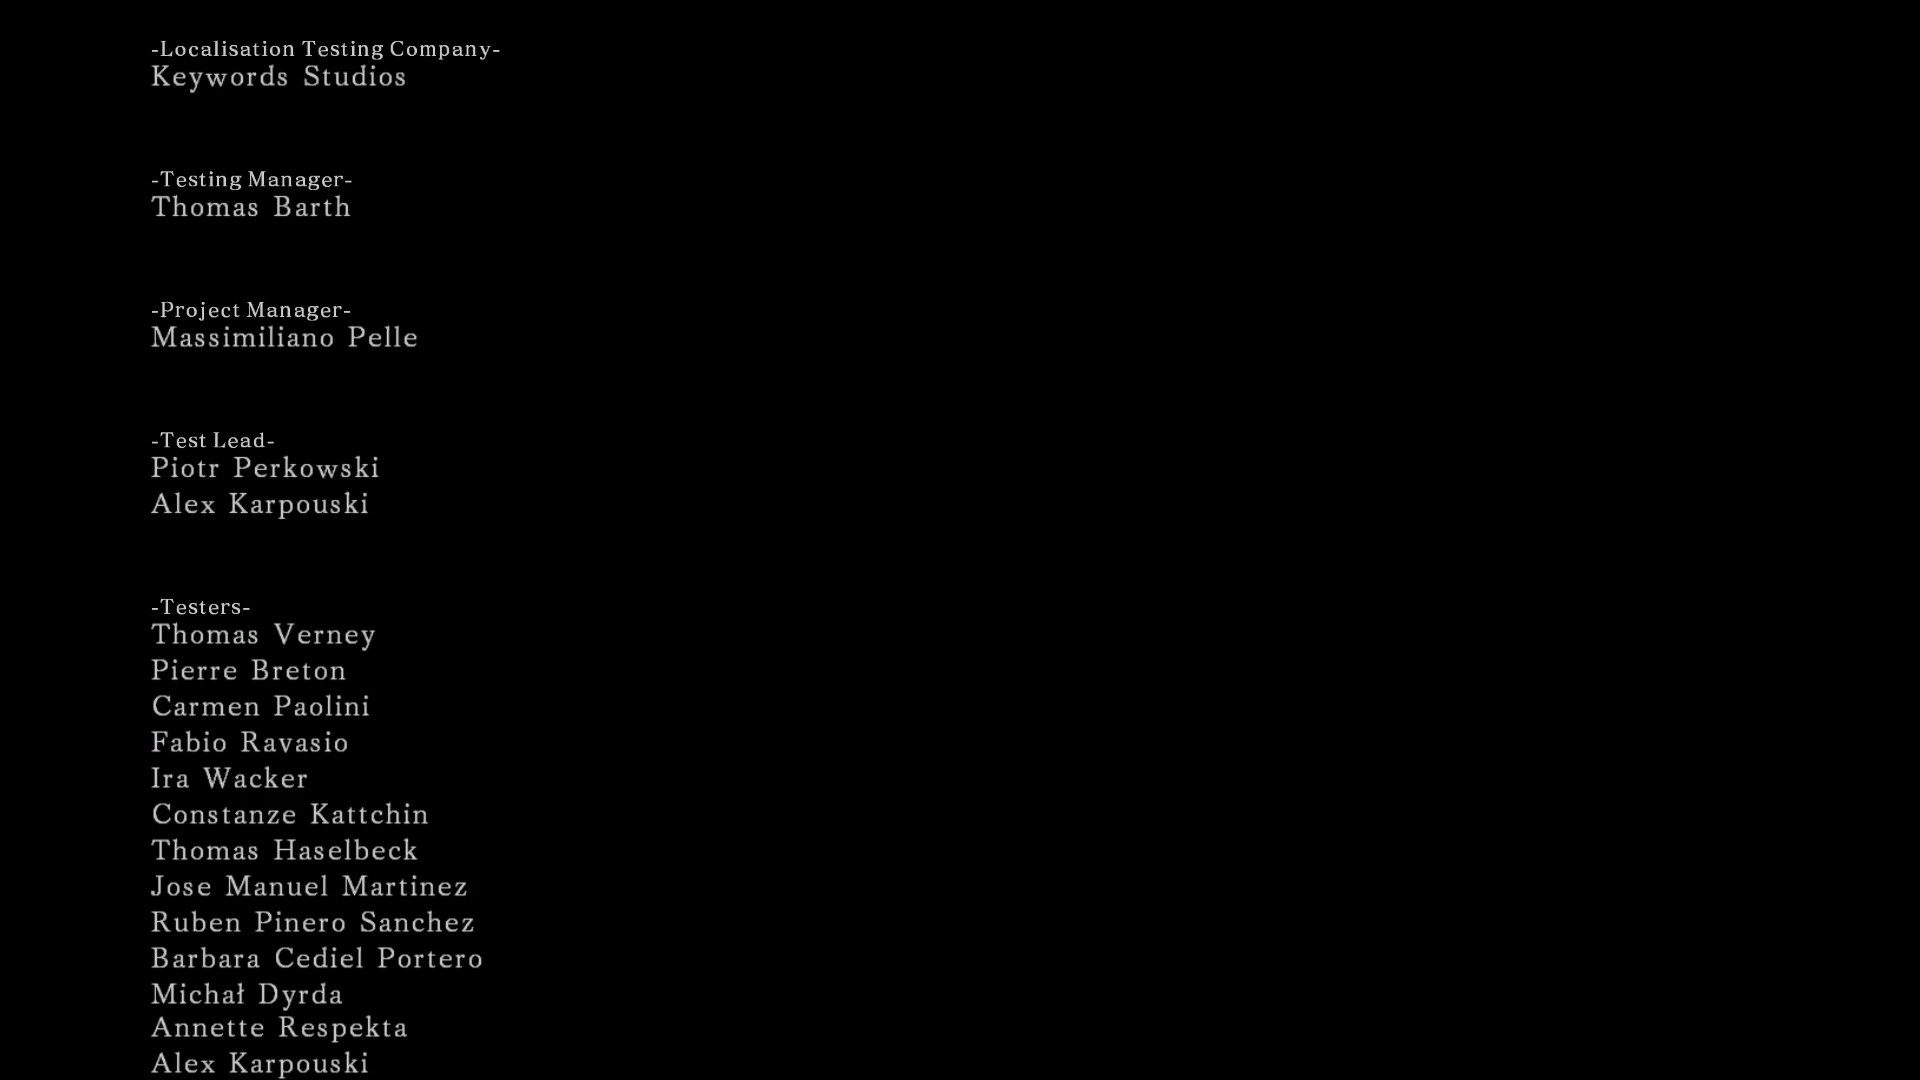 -Localisation Testing Company-
Keywords Studios
-Testing Manager-
Thomas Barth
-Project Manager-
Massimiliano Pelle
-Test Lead-
Piotr Perkowski
Alex Karpouski
-Testers-
Thomas Verney
Pierre Breton
Carmen Paolini
Fabio Ravasio
Ira Wacker
Constanze Kattchin
Thomas Haselbeck
Jose Manuel Martinez
Ruben Pinero Sanchez
Barbara Cediel Portero
Michał Dyrda
Annette Respekta
Alex Karpouski